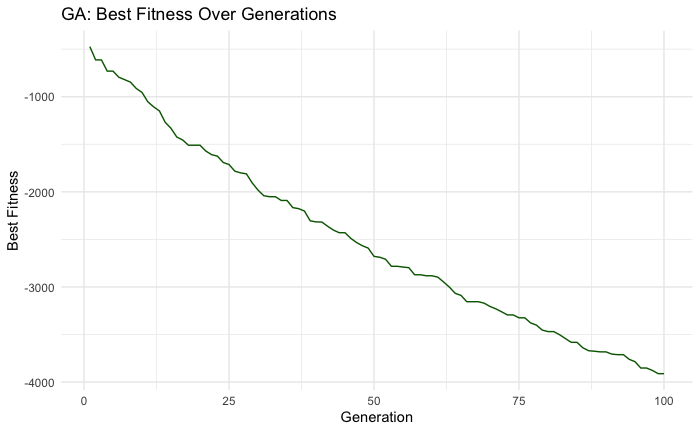 GA: Best Fitness Over Generations
-1000
-2000
-3000
-4000
Best Fitness
0 25 50 75 100
Generation